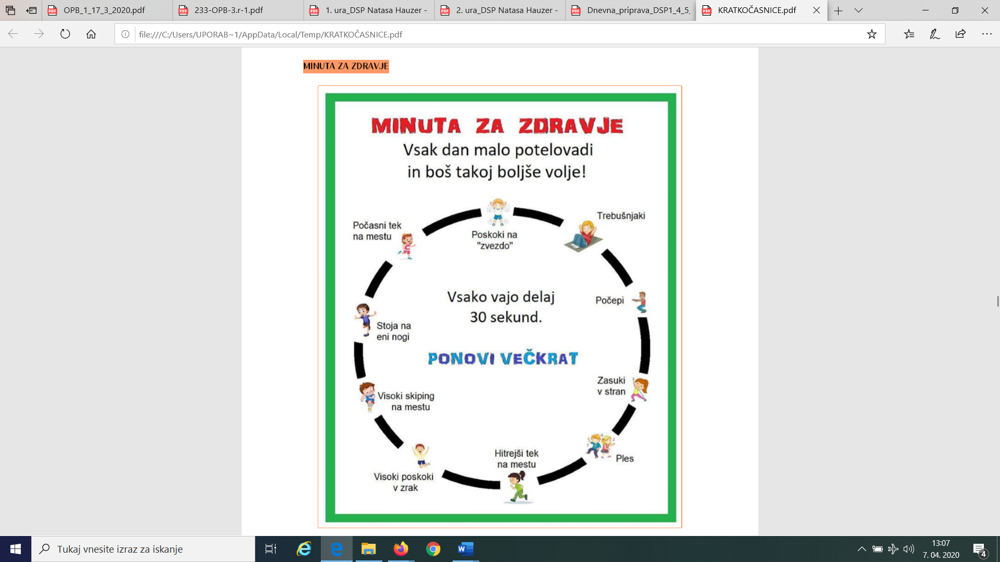 OPB_1_17_3_2020.pdf
233-OPB-3.r-1.pdf
1. ura_DSP Natasa Hauzer -
2. ura_DSP Natasa Hauzer -
Dnevna_priprava_DSP1_4_5_
KRATKOČASNICE.pdf
file:///C:/Users/UPORAB~1/AppData/Local/Temp/KRATKOČASNICE.pdf
MINUTA ZA ZDRAVJE
MINUTA ZA ZDRAVJE
Vsak dan malo potelovadi
in boš takoj boljše volje!
Poskoki na
"zvezdo"
Trebušnjaki
Počepi
Zasuki
v stran
Ples
Hitrejši tek
na mestu
Visoki poskoki
v zrak
Visoki skiping
na mestu
Stoja na
eni nogi
Počasni tek
na mestu
Vsako vajo delaj
30 sekund.
PONOVI VEČKRAT
Tukaj vnesite izraz za iskanje
13:07
7. 04. 2020
4